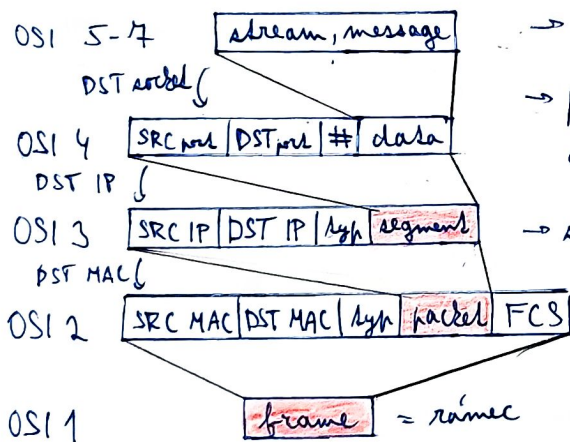 OSI 5-7 stream, message →
DST socket
→
OSI 4 SRC port DST port # data
DST IP
OSI 3 SRC IP DST IP typ segment →
DST MAC
OSI 2 SRC MAC DST MAC typ packet FCS
OSI 1 frame = rámec